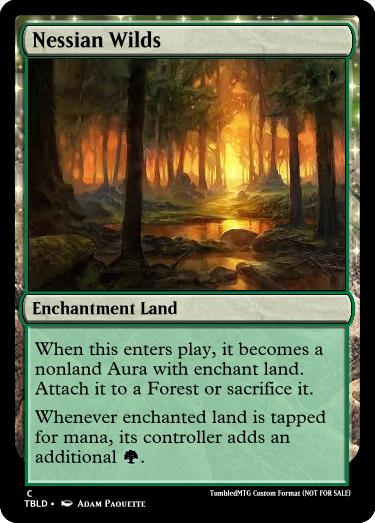 Nessian Wilds
Enchantment Land
When this enters play, it becomes a
nonland Aura with enchant land.
Attach it to a Forest or sacrifice it.
Whenever enchanted land is tapped
for mana, its controller adds an
additional .
C
TBLD • Adam Paquette
TumbledMTG Custom Format (NOT FOR SALE)